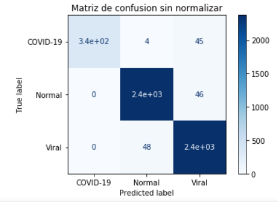 Matriz de confusion sin normalizar
COVID-19 3.4e+02 4 45
Normal 0 2.4e+03 46
Viral 0 48 2.4e+03
COVID-19 Normal Viral
Predicted label
True label
2000
1500
1000
500
0